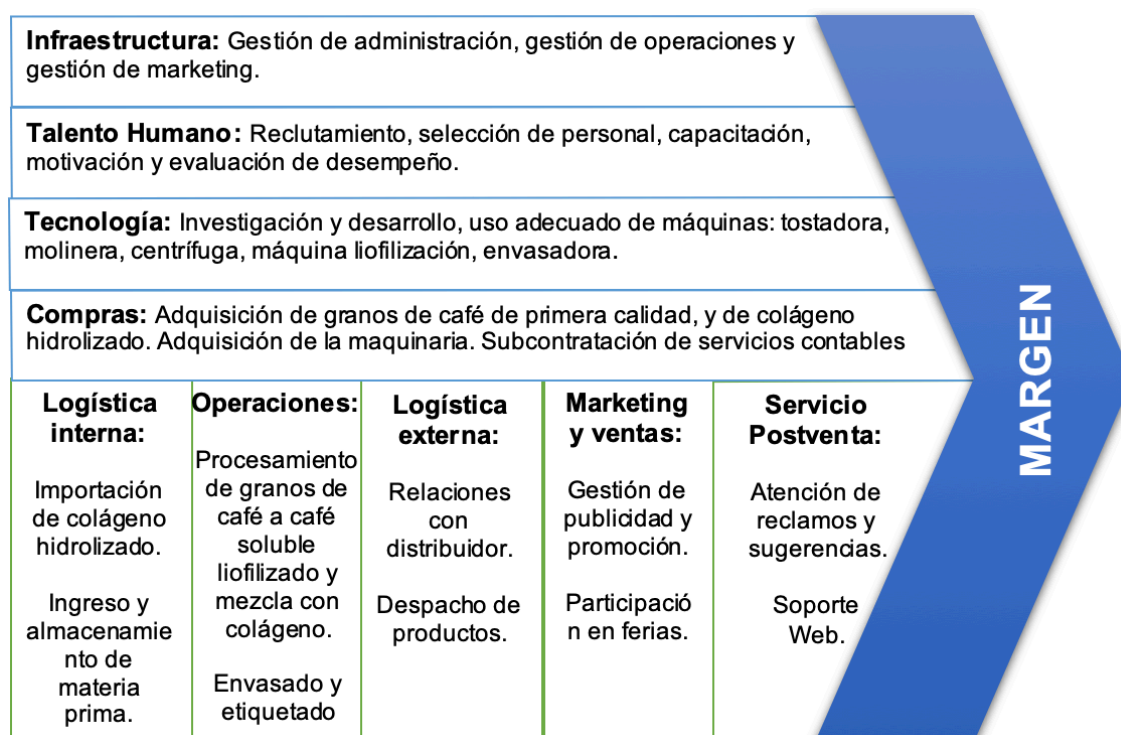 Infraestructura: Gestión de administración, gestión de operaciones y
gestión de marketing.
Talento Humano: Reclutamiento, selección de personal, capacitación,
motivación y evaluación de desempeño.
Tecnología: Investigación y desarrollo, uso adecuado de máquinas: tostadora,
molinera, centrífuga, máquina liofilización, envasadora.
Compras: Adquisición de granos de café de primera calidad, y de colágeno
hidrolizado. Adquisición de la maquinaria. Subcontratación de servicios contables
Logística
interna:
Importación
de colágeno
hidrolizado.
Ingreso y
almacenamie
nto de
materia
prima.
Operaciones:
Procesamiento
de granos de
café a café
soluble
liofilizado y
mezcla con
colágeno.
Envasado y
etiquetado
Logística
externa:
Relaciones
con
distribuidor.
Despacho de
productos.
Marketing
y ventas:
Gestión de
publicidad y
promoción.
Participació
n en ferias.
Servicio
Postventa:
Atención de
reclamos y
sugerencias.
Soporte
Web.
MARGEN